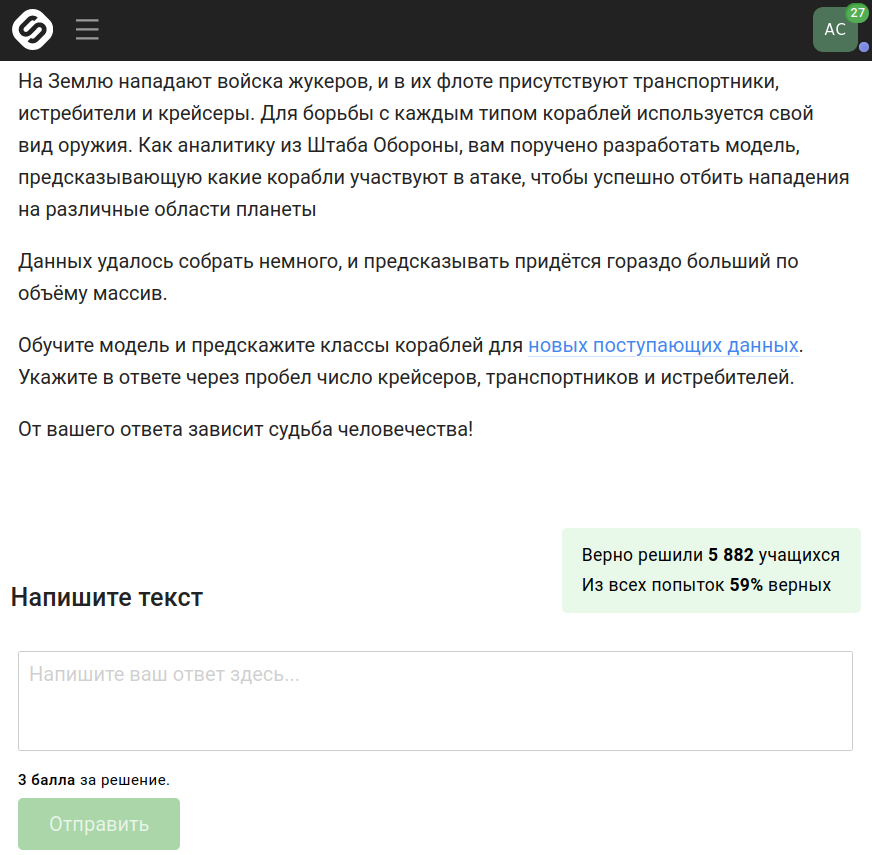 27
AC
На Землю нападают войска жукеров, и в их флоте присутствуют транспортники,
истребители и крейсеры. Для борьбы с каждым типом кораблей используется свой
вид оружия. Как аналитику из Штаба Обороны, вам поручено разработать модель,
предсказывающую какие корабли участвуют в атаке, чтобы успешно отбить нападения
на различные области планеты
Данных удалось собрать немного, и предсказывать придётся гораздо больший по
объёму массив.
Обучите модель и предскажите классы кораблей для новых поступающих данных.
Укажите в ответе через пробел число крейсеров, транспортников и истребителей.
От вашего ответа зависит судьба человечества!
Верно решили 5 882 учащихся
Из всех попыток 59% верных
Напишите текст
Напишите ваш ответ здесь...
3 балла за решение.
Отправить